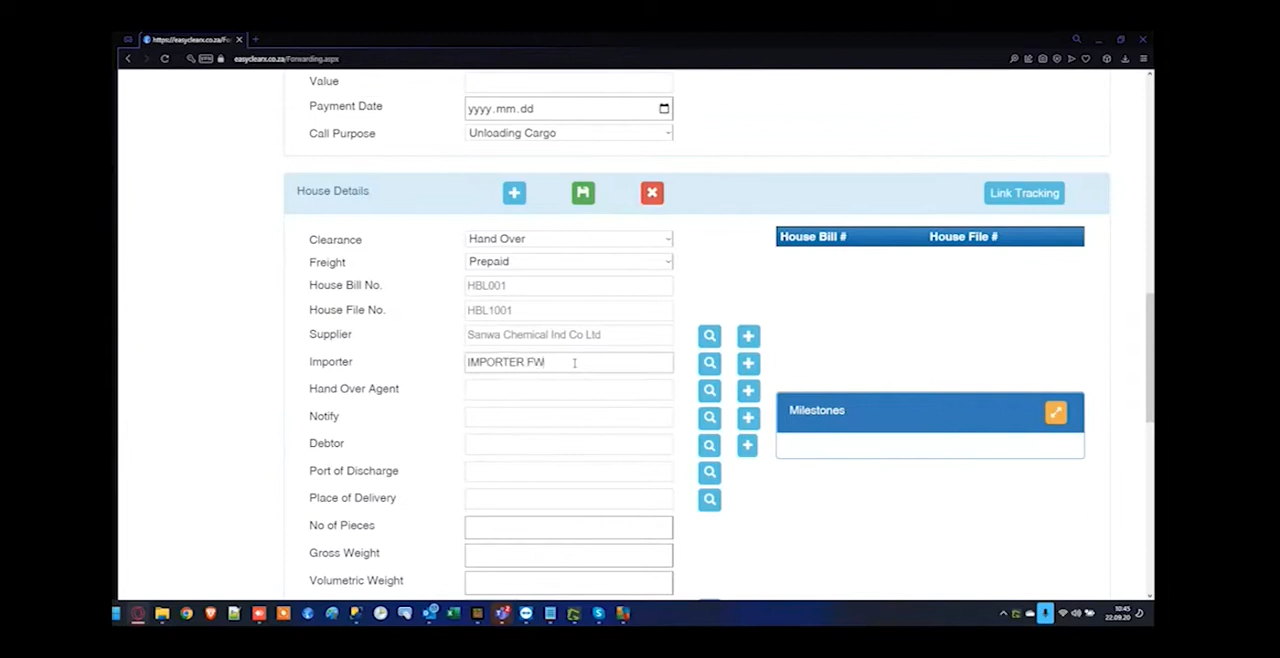 https://easyclearx.co.za/Fo
easyclearx.co.za/Forwarding.aspx
Value
Payment Date yyyy.mm.dd
Call Purpose Unloading Cargo
House Details Link Tracking
Clearance Hand Over House Bill # House File #
Freight Prepaid
House Bill No. HBL001
House File No. HBL1001
Supplier Sanwa Chemical Ind Co Ltd
Importer IMPORTER FW
Hand Over Agent
Milestones
Notify
Debtor
Port of Discharge
Place of Delivery
No of Pieces
Gross Weight
Volumetric Weight
10:45
22.09.20